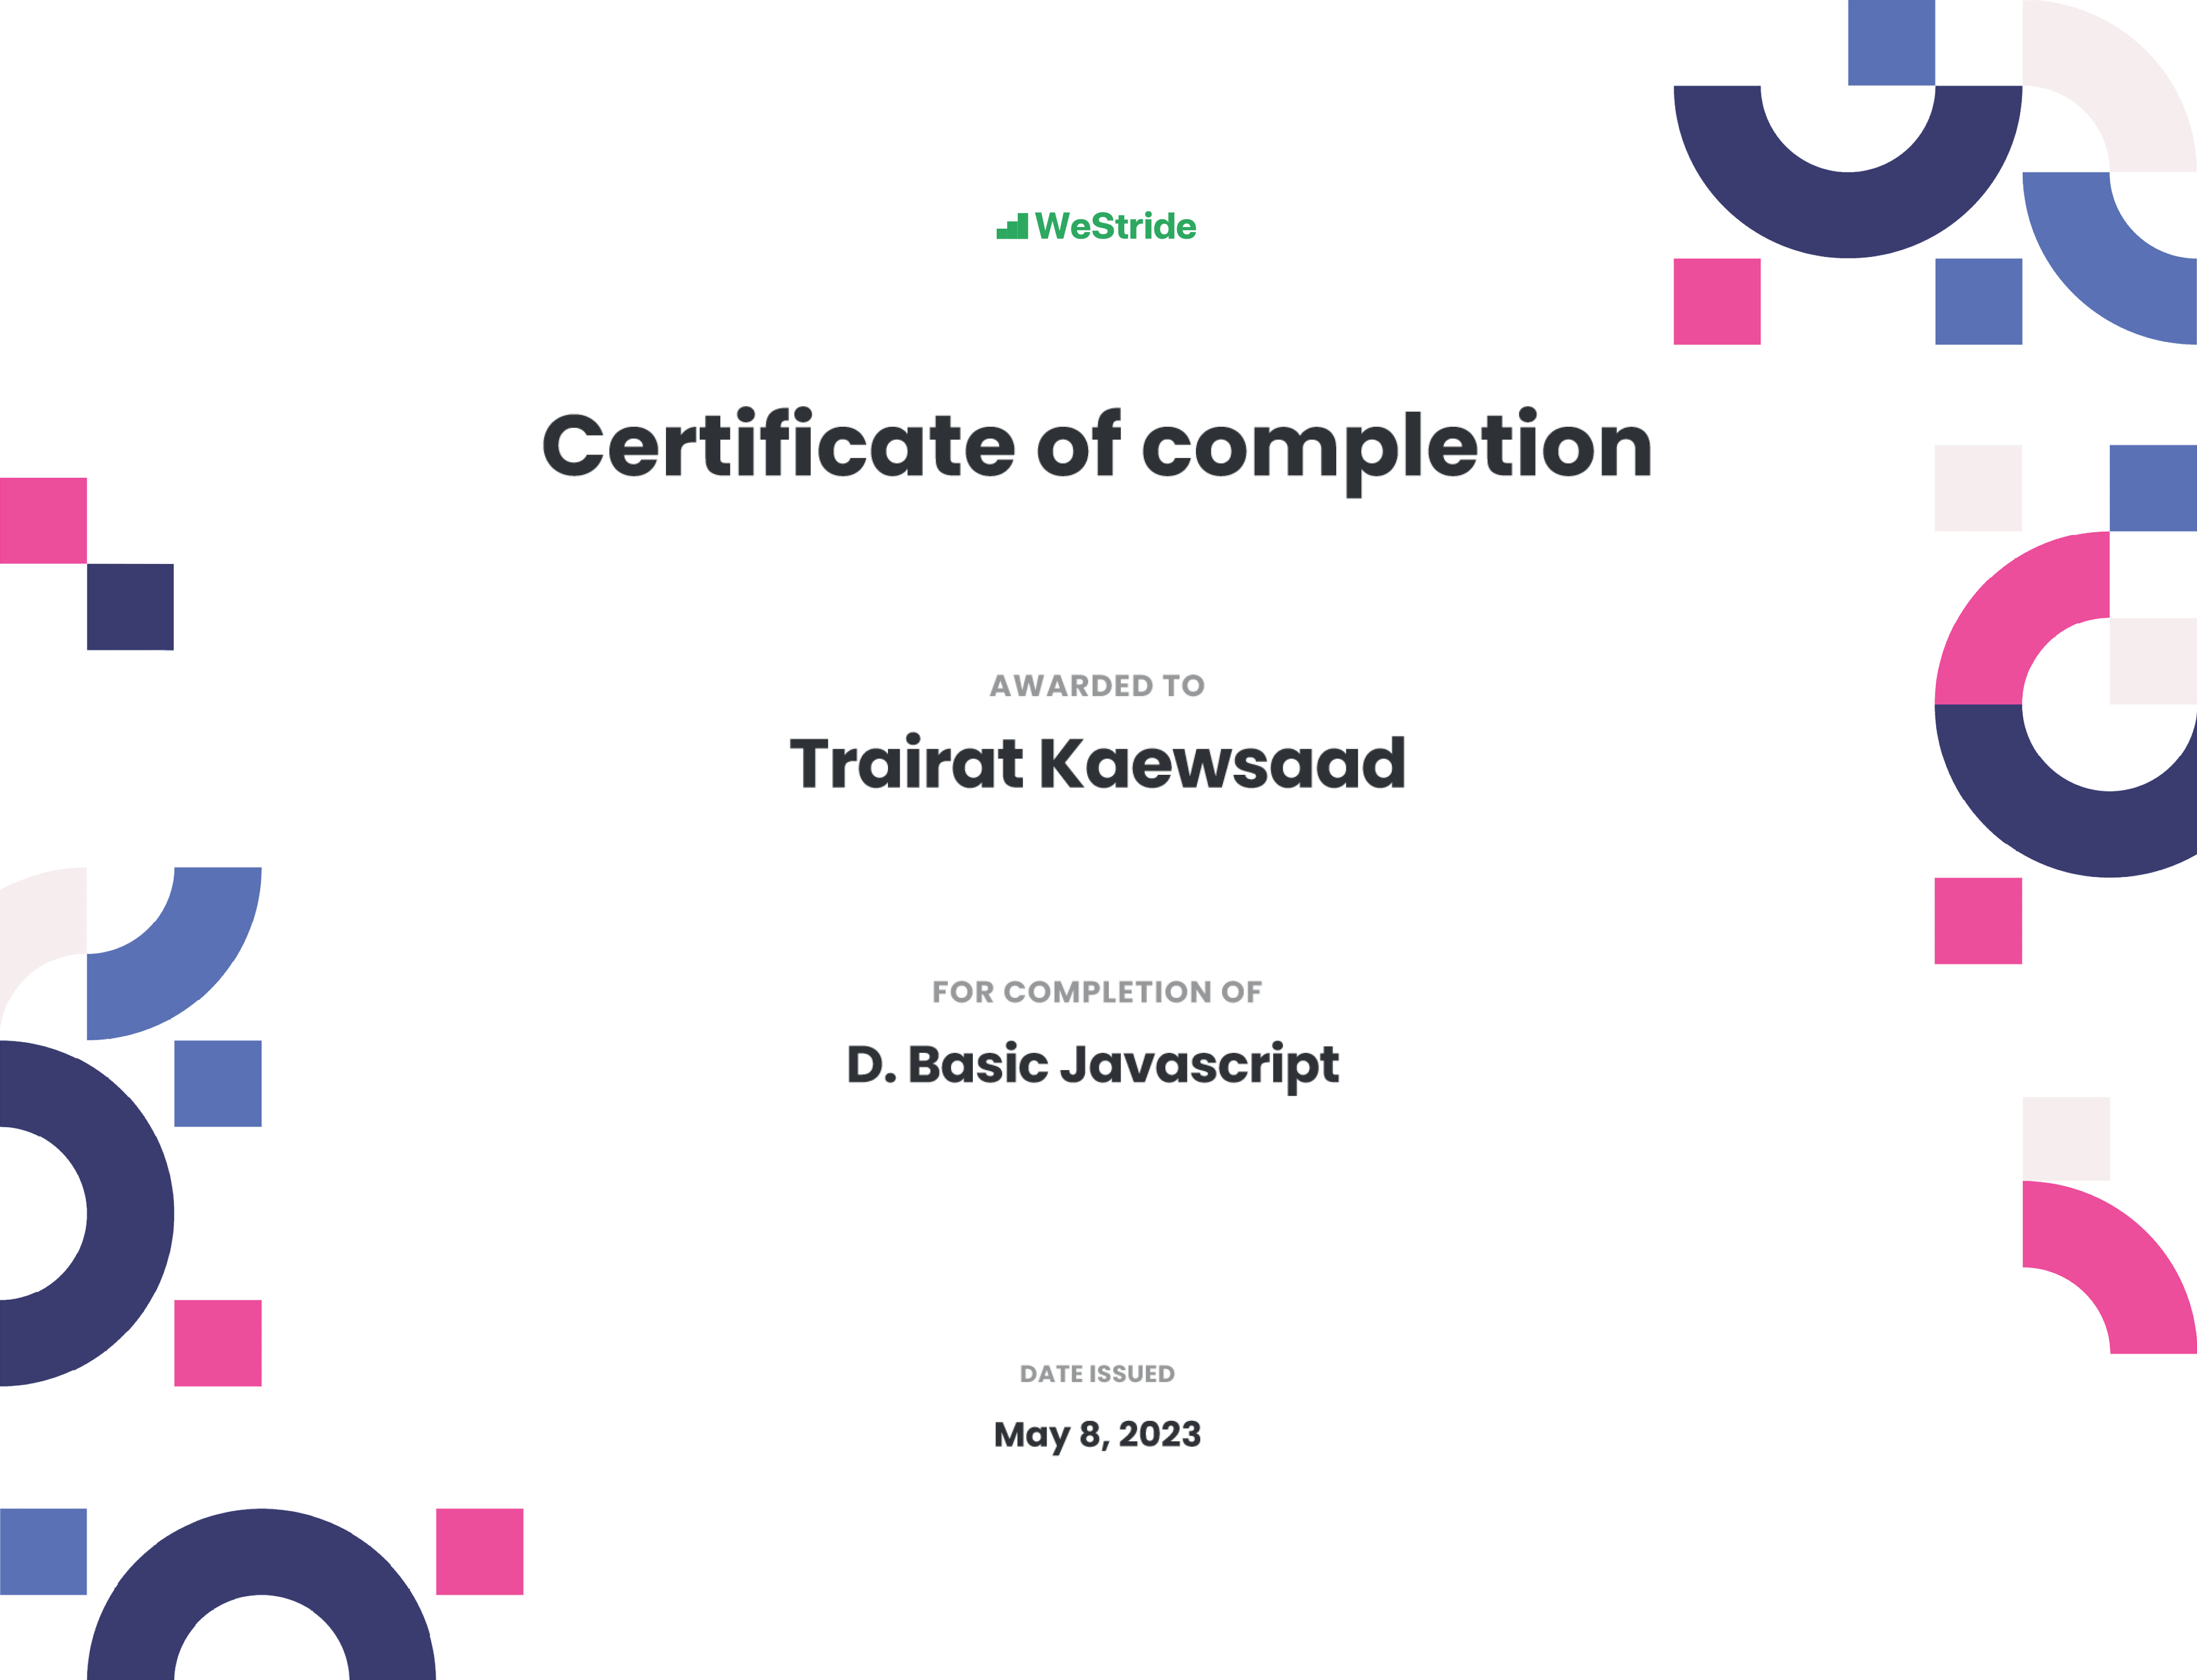 WeStride
Certificate of completion
AWARDED TO
Trairat Kaewsaad
FOR COMPLETION OF
D. Basic Javascript
DATE ISSUED
May 8, 2023